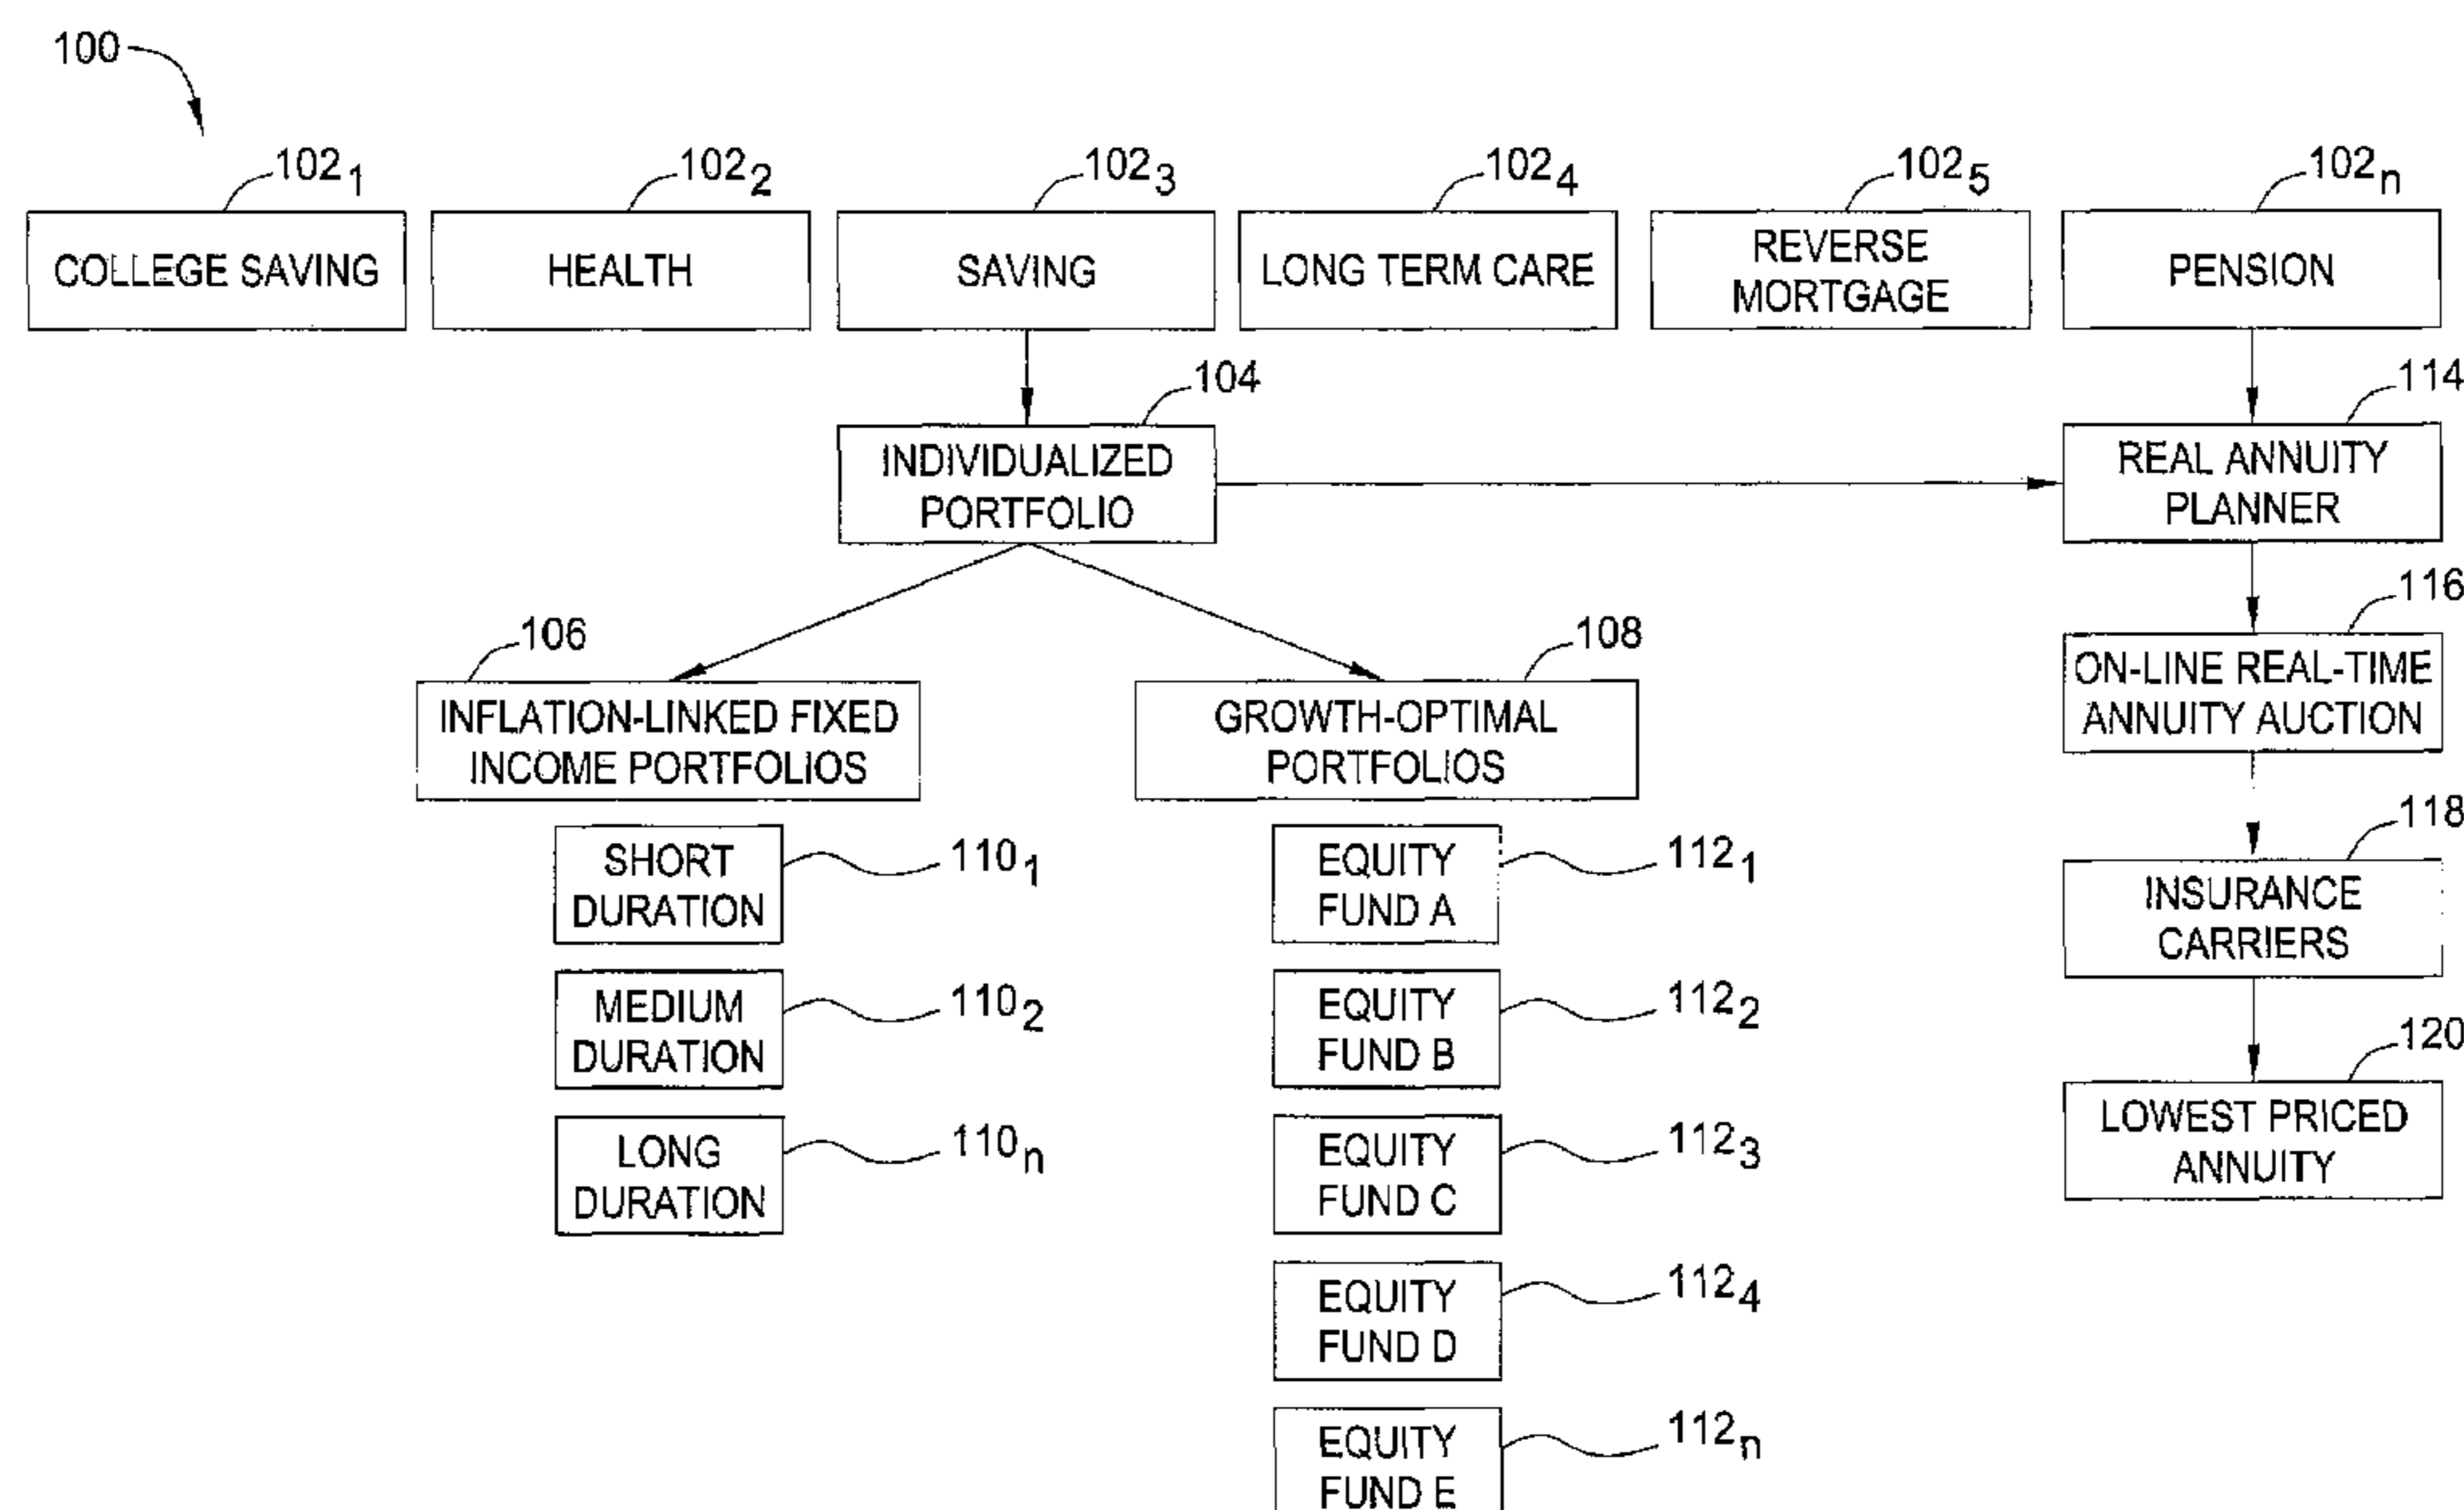 100
102₁
102₂
102₃
102₄
102₅
102ₙ
COLLEGE SAVING
HEALTH
SAVING
LONG TERM CARE
REVERSE
MORTGAGE
PENSION
104
114
INDIVIDUALIZED
PORTFOLIO
REAL ANNUITY
PLANNER
106
108
116
INFLATION-LINKED FIXED
INCOME PORTFOLIOS
GROWTH-OPTIMAL
PORTFOLIOS
ON-LINE REAL-TIME
ANNUITY AUCTION
SHORT
DURATION
110₁
EQUITY
FUND A
112₁
118
INSURANCE
CARRIERS
MEDIUM
DURATION
110₂
EQUITY
FUND B
112₂
120
LOWEST PRICED
ANNUITY
LONG
DURATION
110ₙ
EQUITY
FUND C
112₃
EQUITY
FUND D
112₄
EQUITY
FUND E
112ₙ